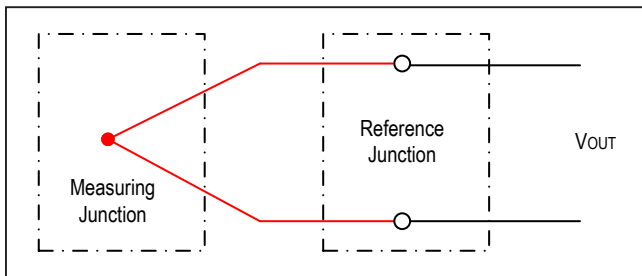 Measuring
Junction
Reference
Junction
VOUT